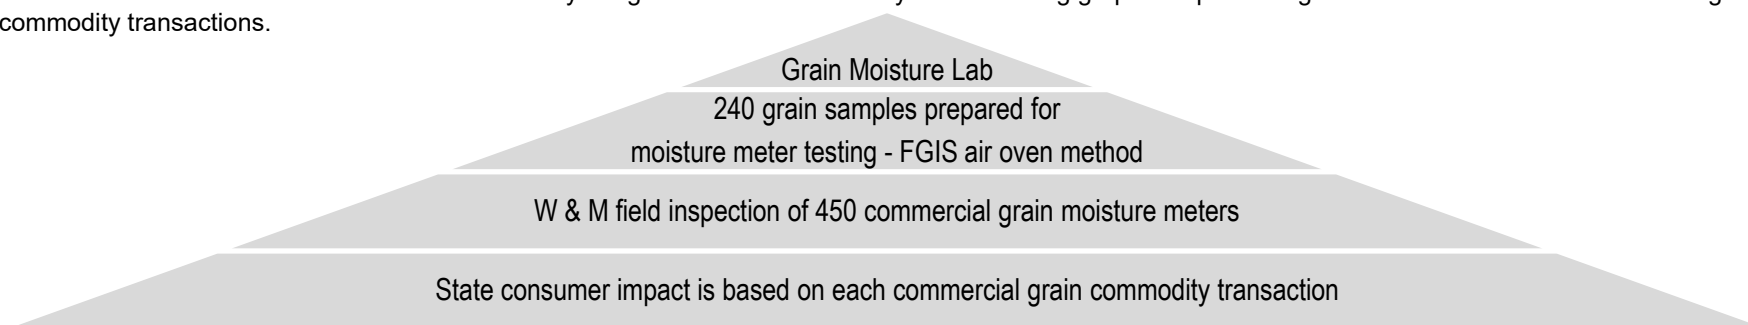 commodity transactions.
Grain Moisture Lab
240 grain samples prepared for
moisture meter testing - FGIS air oven method
W & M field inspection of 450 commercial grain moisture meters
State consumer impact is based on each commercial grain commodity transaction